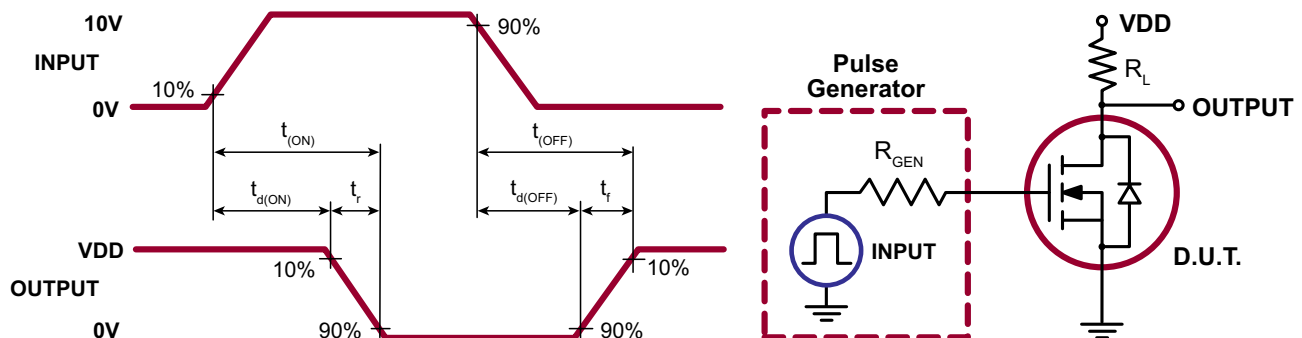 10V
INPUT
0V
10%
90%
t(ON)
t(OFF)
td(ON)
tr
td(OFF)
tf
VDD
OUTPUT
0V
10%
90%
10%
90%
Pulse
Generator
RGEN
INPUT
VDD
RL
OUTPUT
D.U.T.